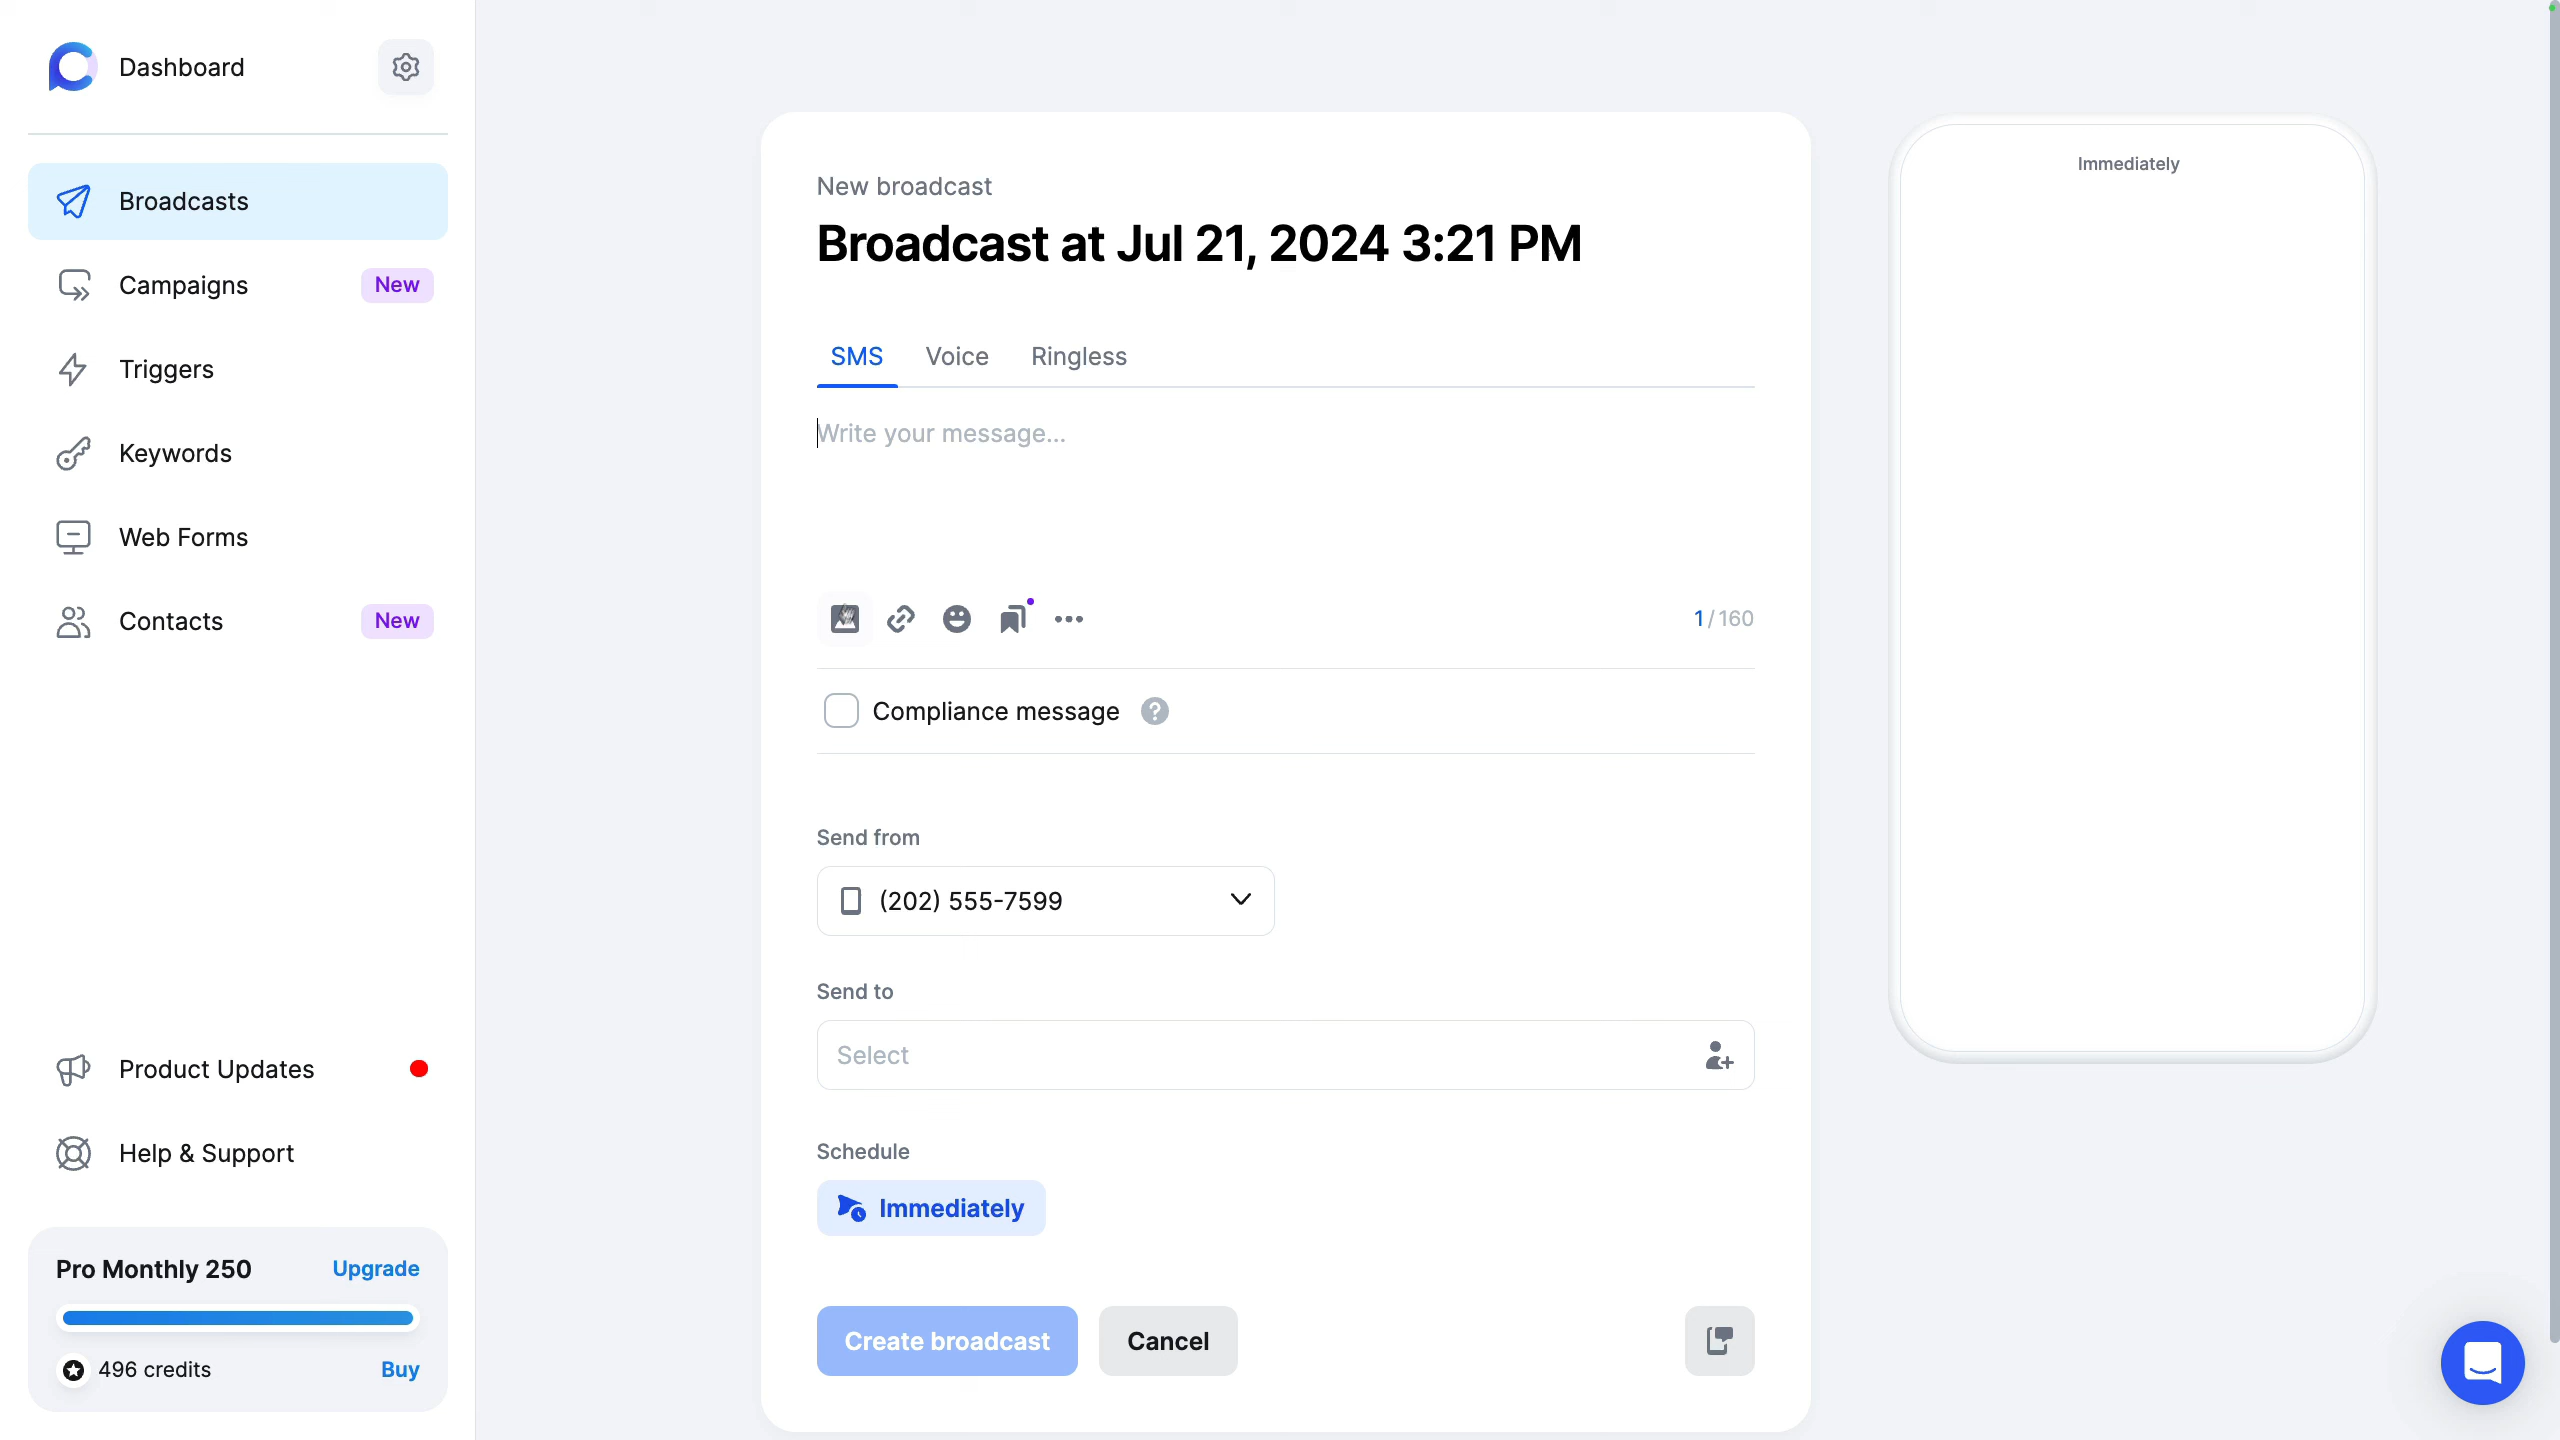 Dashboard
Broadcasts
Campaigns New
Triggers
Keywords
Web Forms
Contacts New
Product Updates
Help & Support
Pro Monthly 250 Upgrade
496 credits Buy
New broadcast
Broadcast at Jul 21, 2024 3:21 PM
SMS Voice Ringless
Write your message...
1/160
Compliance message ?
Send from
(202) 555-7599
Send to
Select
Schedule
Immediately
Create broadcast Cancel
Immediately